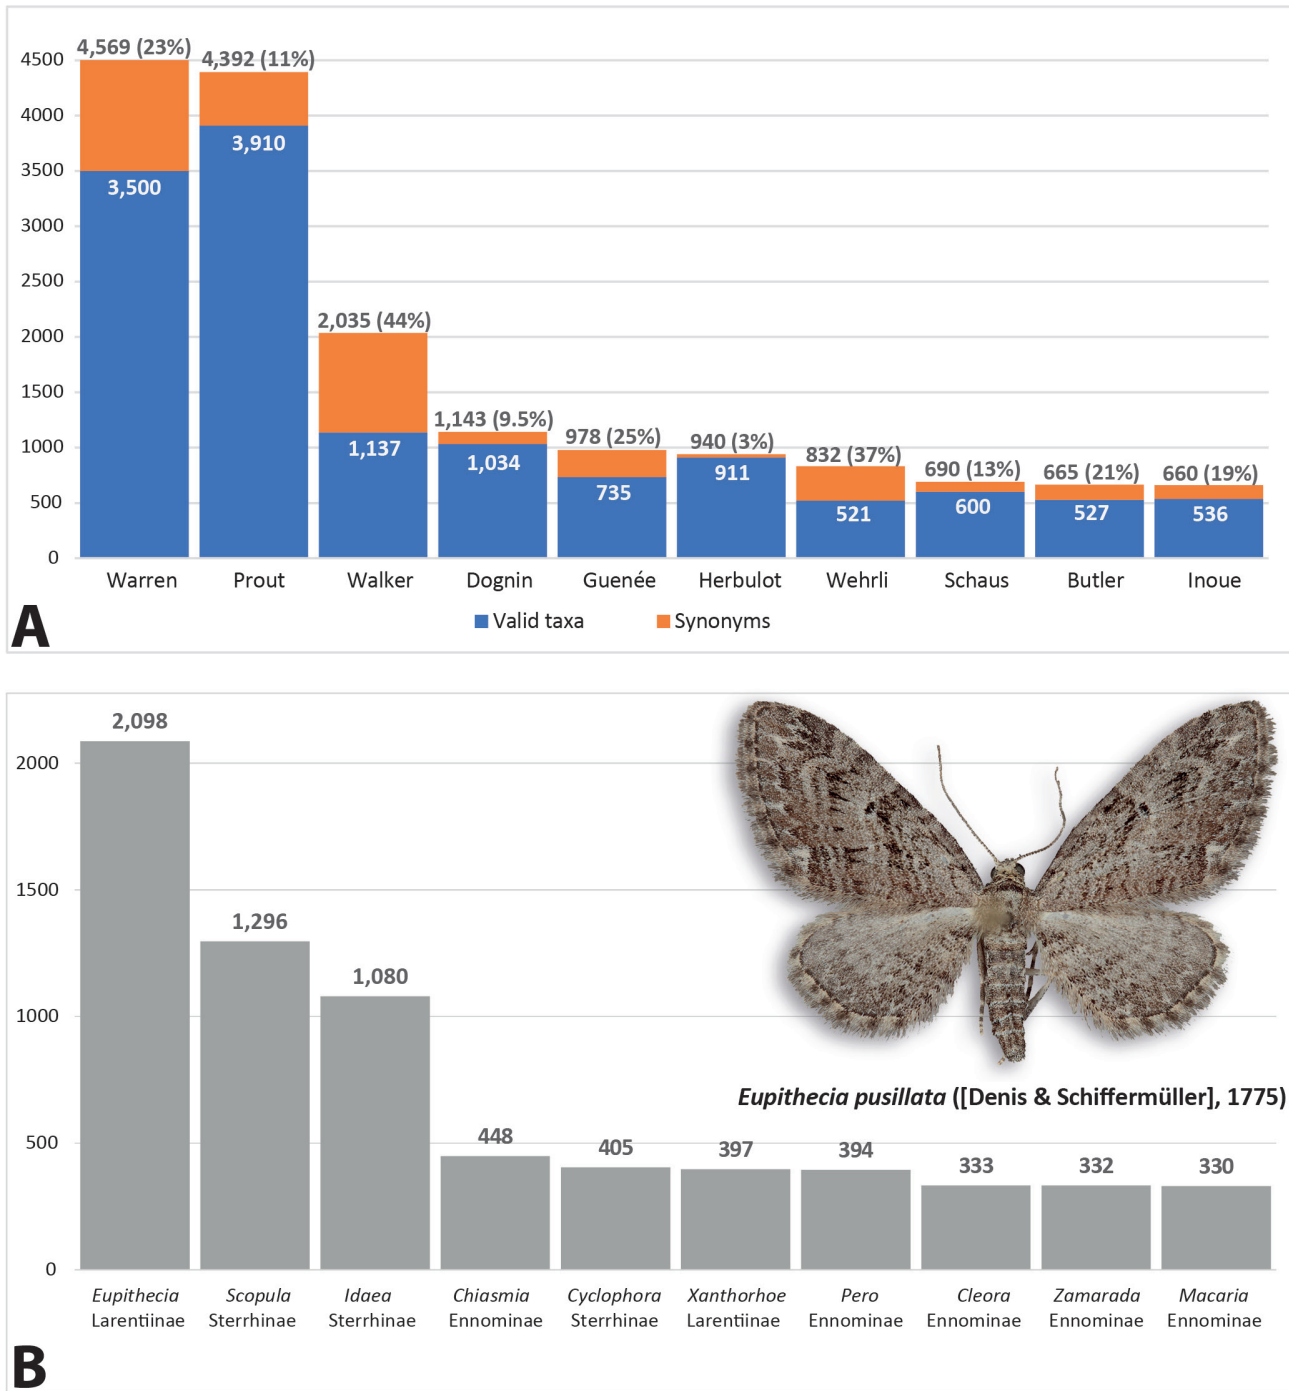 4,569 (23%)
4,392 (11%)
4500
4000
3,910
3500
3,500
3000
2500
2,035 (44%)
2000
1500
1,143 (9.5%)
978 (25%)
940 (3%)
832 (37%)
690 (13%)
665 (21%)
660 (19%)
1000
1,137
1,034
735
911
521
600
527
536
500
0
Warren
Prout
Walker
Dognin
Guenée
Herbulot
Wehrli
Schaus
Butler
Inoue
Valid taxa
Synonyms
A
2,098
2000
1500
1,296
1,080
1000
Eupithecia pusillata ([Denis & Schiffermüller], 1775)
500
448
405
397
394
333
332
330
0
Eupithecia
Larentiinae
Scopula
Sterrhinae
Idaea
Sterrhinae
Chiasmia
Ennominae
Cyclophora
Sterrhinae
Xanthorhoe
Larentiinae
Pero
Ennominae
Cleora
Ennominae
Zamarada
Ennominae
Macaria
Ennominae
B